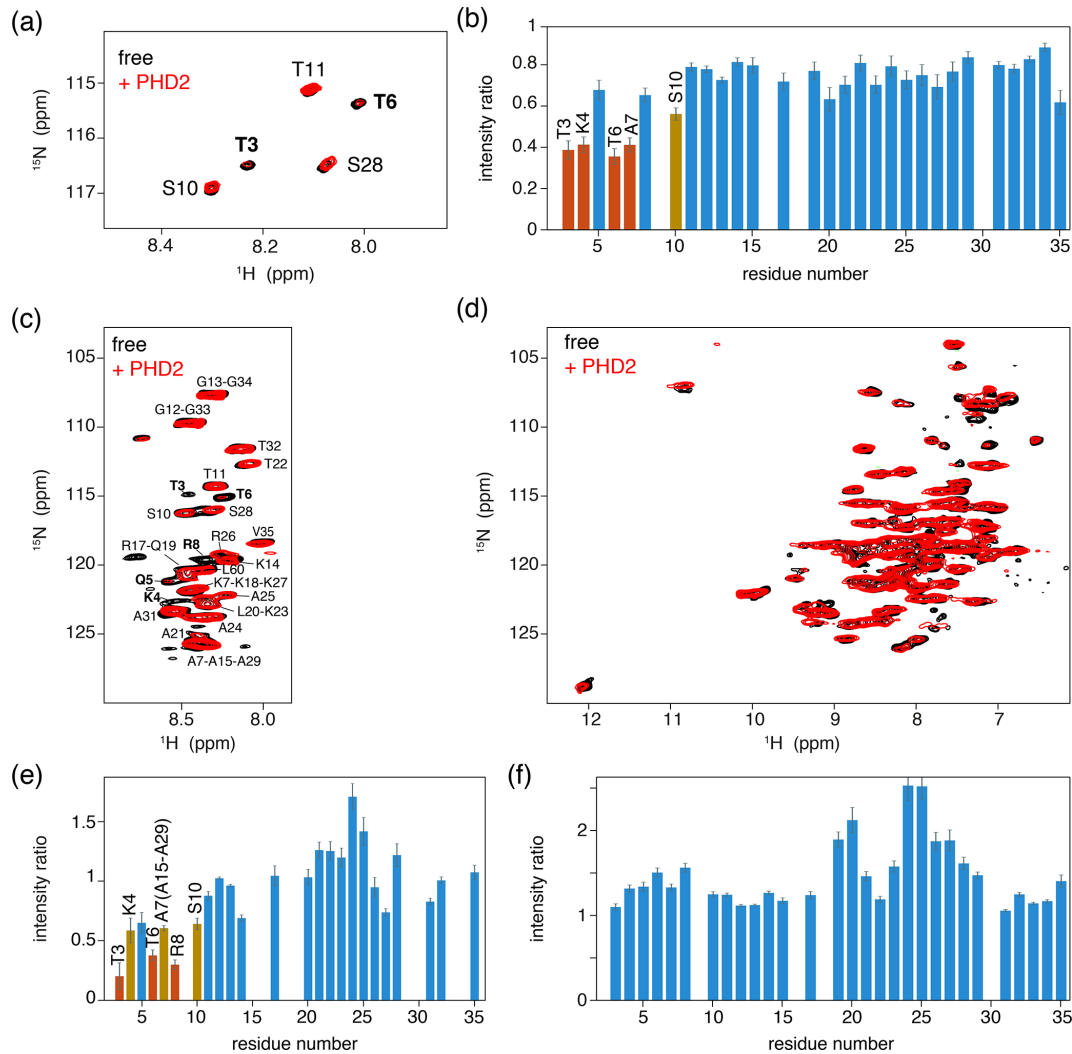 (a)
free
+ PHD2
T11
T6
T3
S28
S10
115
116
117
15N (ppm)
8.4
8.2
8.0
1H (ppm)
(b)
1
0.8
0.6
0.4
0.2
0
intensity ratio
T3
K4
T6
A7
S10
5
10
15
20
25
30
35
residue number
(c)
free
+ PHD2
105
110
115
120
125
15N (ppm)
G13-G34
G12-G33
T32
T22
T11
T3
T6
S10
S28
V35
R26
R8
R17-Q19
K14
L60
Q5
K7-K18-K27
K4
A25
L20-K23
A31
A24
A21
A7-A15-A29
8.5
8.0
1H (ppm)
(d)
free
+ PHD2
105
110
115
120
125
15N (ppm)
12
11
10
9
8
7
1H (ppm)
(e)
1.5
1
0.5
0
intensity ratio
T3
K4
T6
A7(A15-A29)
R8
S10
5
10
15
20
25
30
35
residue number
(f)
2
1
0
intensity ratio
5
10
15
20
25
30
35
residue number